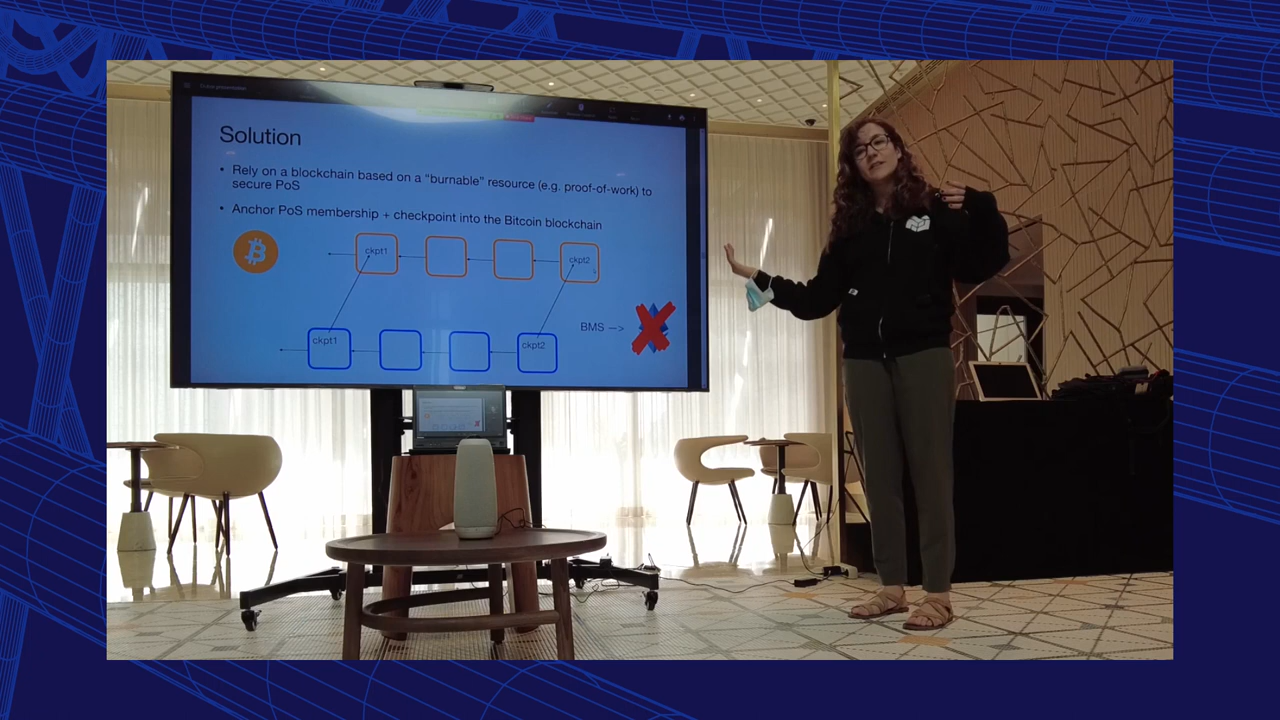 Solution
• Rely on a blockchain based on a "burnable" resource (e.g. proof-of-work) to
secure PoS
• Anchor PoS membership + checkpoint into the Bitcoin blockchain
ckpt1
ckpt2
BMS —>
ckpt1
ckpt2